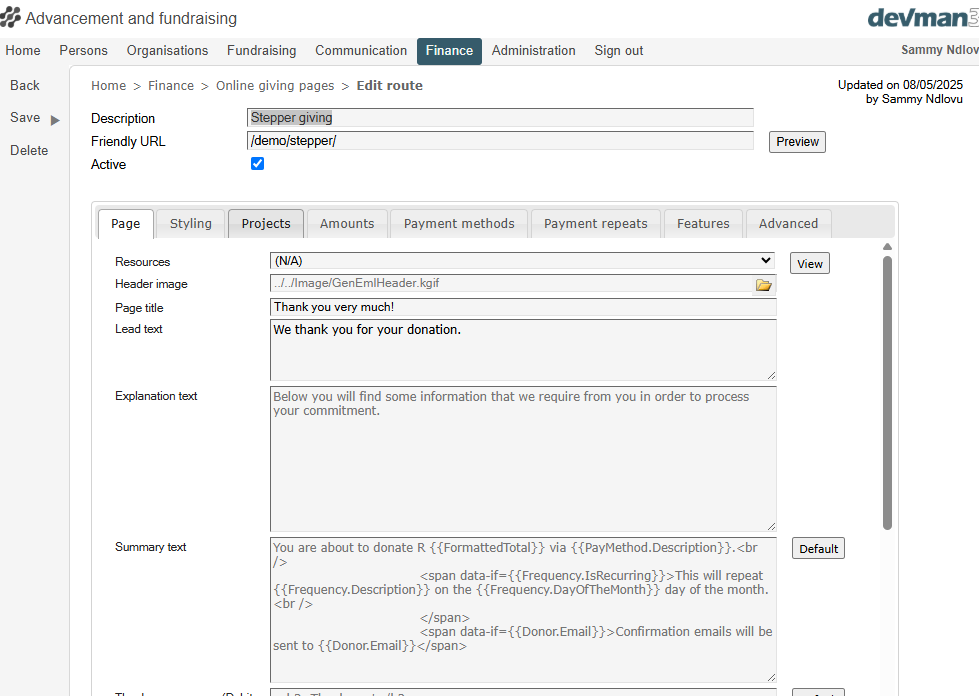 Advancement and fundraising
devman3
Home Persons Organisations Fundraising Communication Finance Administration Sign out Sammy Ndlov
Back
Save
Delete
Home > Finance > Online giving pages > Edit route
Updated on 08/05/2025
by Sammy Ndlovu
Description Stepper giving
Friendly URL /demo/stepper/ Preview
Active
Page Styling Projects Amounts Payment methods Payment repeats Features Advanced
Resources (N/A) View
Header image ../../Image/GenEmlHeader.kgif
Page title Thank you very much!
Lead text We thank you for your donation.
Explanation text Below you will find some information that we require from you in order to process
your commitment.
Summary text You are about to donate R {{FormattedTotal}} via {{PayMethod.Description}}.<br
/>
<span data-if={{Frequency.IsRecurring}}>This will repeat
{{Frequency.Description}} on the {{Frequency.DayOfTheMonth}} day of the month.
<br />
</span>
<span data-if={{Donor.Email}}>Confirmation emails will be
sent to {{Donor.Email}}</span>
Default